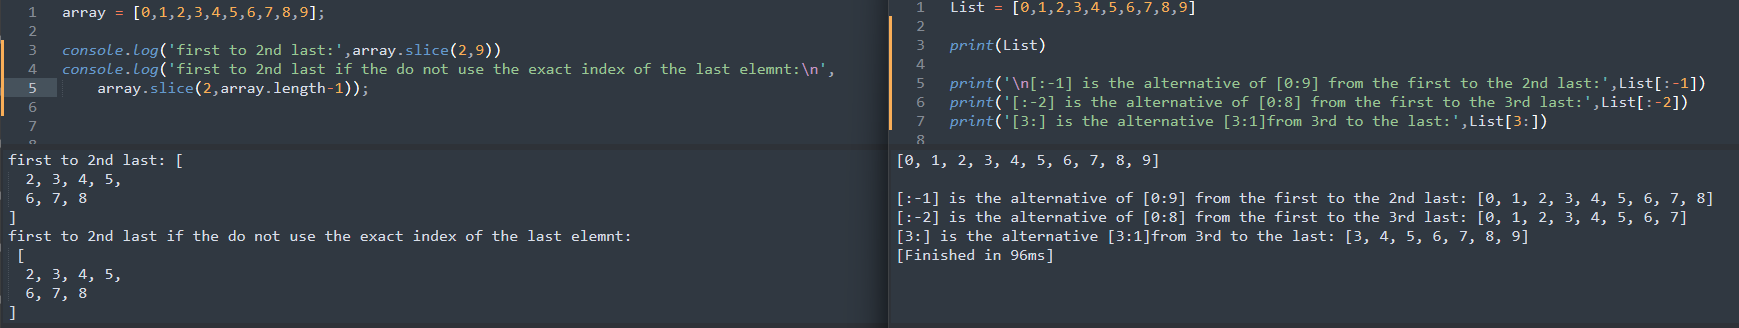 1 array = [0,1,2,3,4,5,6,7,8,9];
2
3 console.log('first to 2nd last:',array.slice(2,9))
4 console.log('first to 2nd last if the do not use the exact index of the last elemnt:\n',
5 array.slice(2,array.length-1));
6
7
8
first to 2nd last: [
2, 3, 4, 5,
6, 7, 8
]
first to 2nd last if the do not use the exact index of the last elemnt:
[
2, 3, 4, 5,
6, 7, 8
]
1 List = [0,1,2,3,4,5,6,7,8,9]
2
3 print(List)
4
5 print('\n[:-1] is the alternative of [0:9] from the first to the 2nd last:',List[:-1])
6 print('[:-2] is the alternative of [0:8] from the first to the 3rd last:',List[:-2])
7 print('[3:] is the alternative [3:1]from 3rd to the last:',List[3:])
8
[0, 1, 2, 3, 4, 5, 6, 7, 8, 9]
[:-1] is the alternative of [0:9] from the first to the 2nd last: [0, 1, 2, 3, 4, 5, 6, 7, 8]
[:-2] is the alternative of [0:8] from the first to the 3rd last: [0, 1, 2, 3, 4, 5, 6, 7]
[3:] is the alternative [3:1]from 3rd to the last: [3, 4, 5, 6, 7, 8, 9]
[Finished in 96ms]